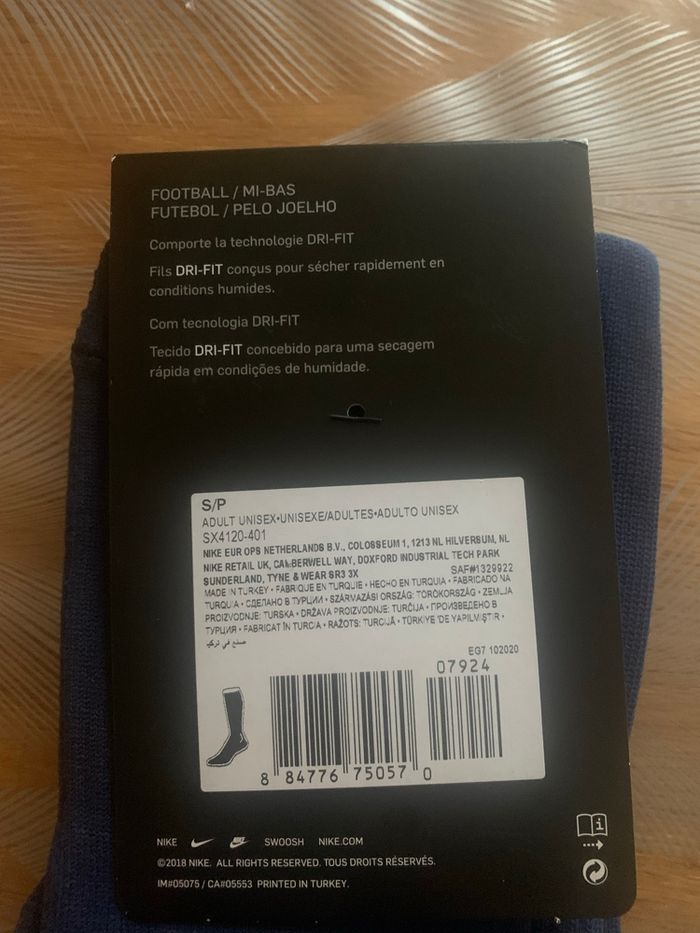 FOOTBALL / MI-BAS
FUTEBOL / PELO JOELHO
Comporte la technologie DRI-FIT
Fils DRI-FIT conçus pour sécher rapidement en
conditions humides.
Com tecnologia DRI-FIT
Tecido DRI-FIT concebido para uma secagem
rápida em condições de humidade.
S/P
ADULT UNISEX•UNISEXE/ADULTES•ADULTO UNISEX
SX4120-401
NIKE EUR OPS NETHERLANDS B.V., COLOSSEUM 1, 1213 NL HILVERSUM, NL
NIKE RETAIL UK, CAMBERWELL WAY, DOXFORD INDUSTRIAL TECH PARK
SUNDERLAND, TYNE & WEAR SR3 3X SAF#1329922
MADE IN TURKEY • FABRIQUE EN TURQUIE • HECHO EN TURQUIA • FABRICADO NA
TURQUIA • СДЕЛАНО В ТУРЦИИ • SZÁRMAZÁSI ORSZÁG: TÖRÖKORSZÁG • ZEMLJA
PROIZVODNJE: TURSKA • DRŽAVA PROIZVODNJE: TURČIJA • ПРОИЗВЕДЕНО В
ТУРЦИЯ • FABRICAT ÎN TURCIA • RAŽOTS: TURCIJĀ • TÜRKİYE'DE YAPILMIŞTIR •
صنع في تركيا
EG7 102020
07924
8 84776 75057 0
NIKE SWOOSH NIKE.COM
©2018 NIKE. ALL RIGHTS RESERVED. TOUS DROITS RÉSERVÉS.
IM#05075 / CA#05553 PRINTED IN TURKEY.